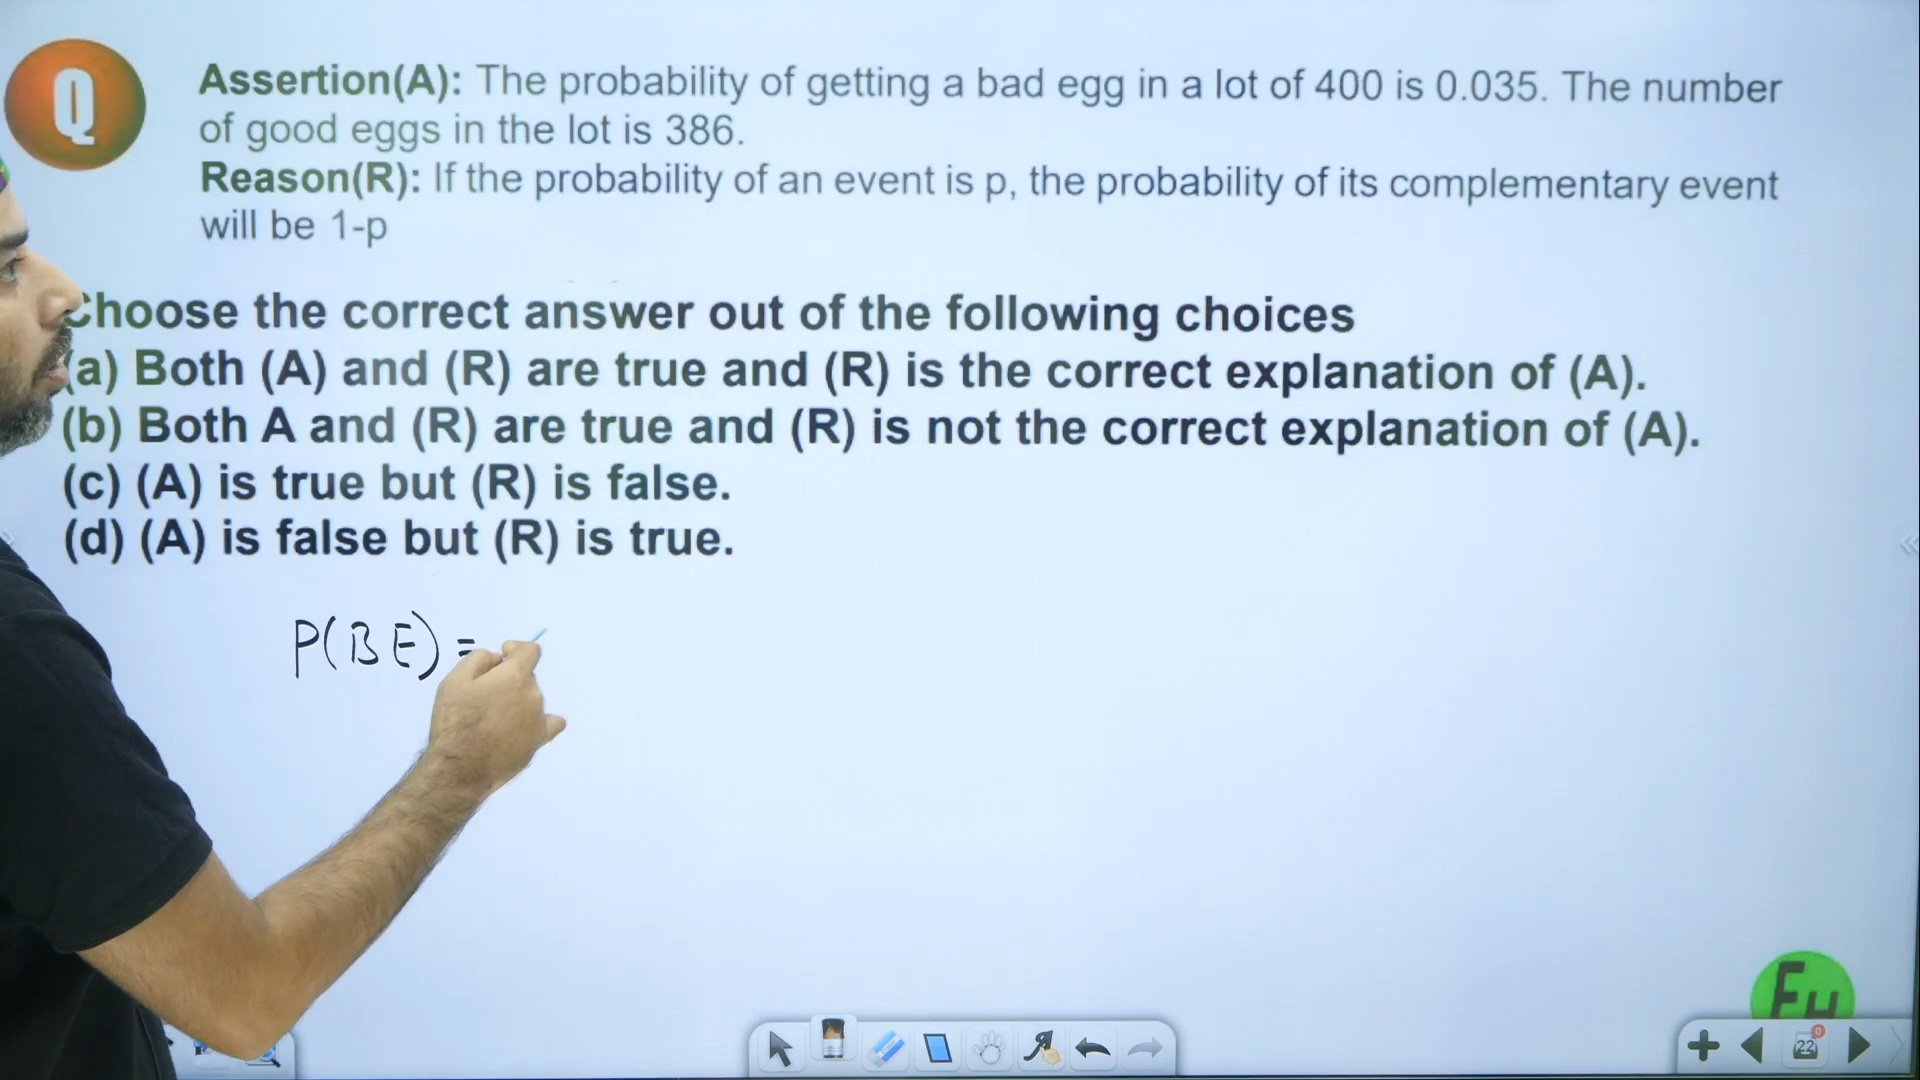 Q
Assertion(A): The probability of getting a bad egg in a lot of 400 is 0.035. The number
of good eggs in the lot is 386.
Reason(R): If the probability of an event is p, the probability of its complementary event
will be 1-p
Choose the correct answer out of the following choices
(a) Both (A) and (R) are true and (R) is the correct explanation of (A).
(b) Both A and (R) are true and (R) is not the correct explanation of (A).
(c) (A) is true but (R) is false.
(d) (A) is false but (R) is true.
P(BE) =
22
0